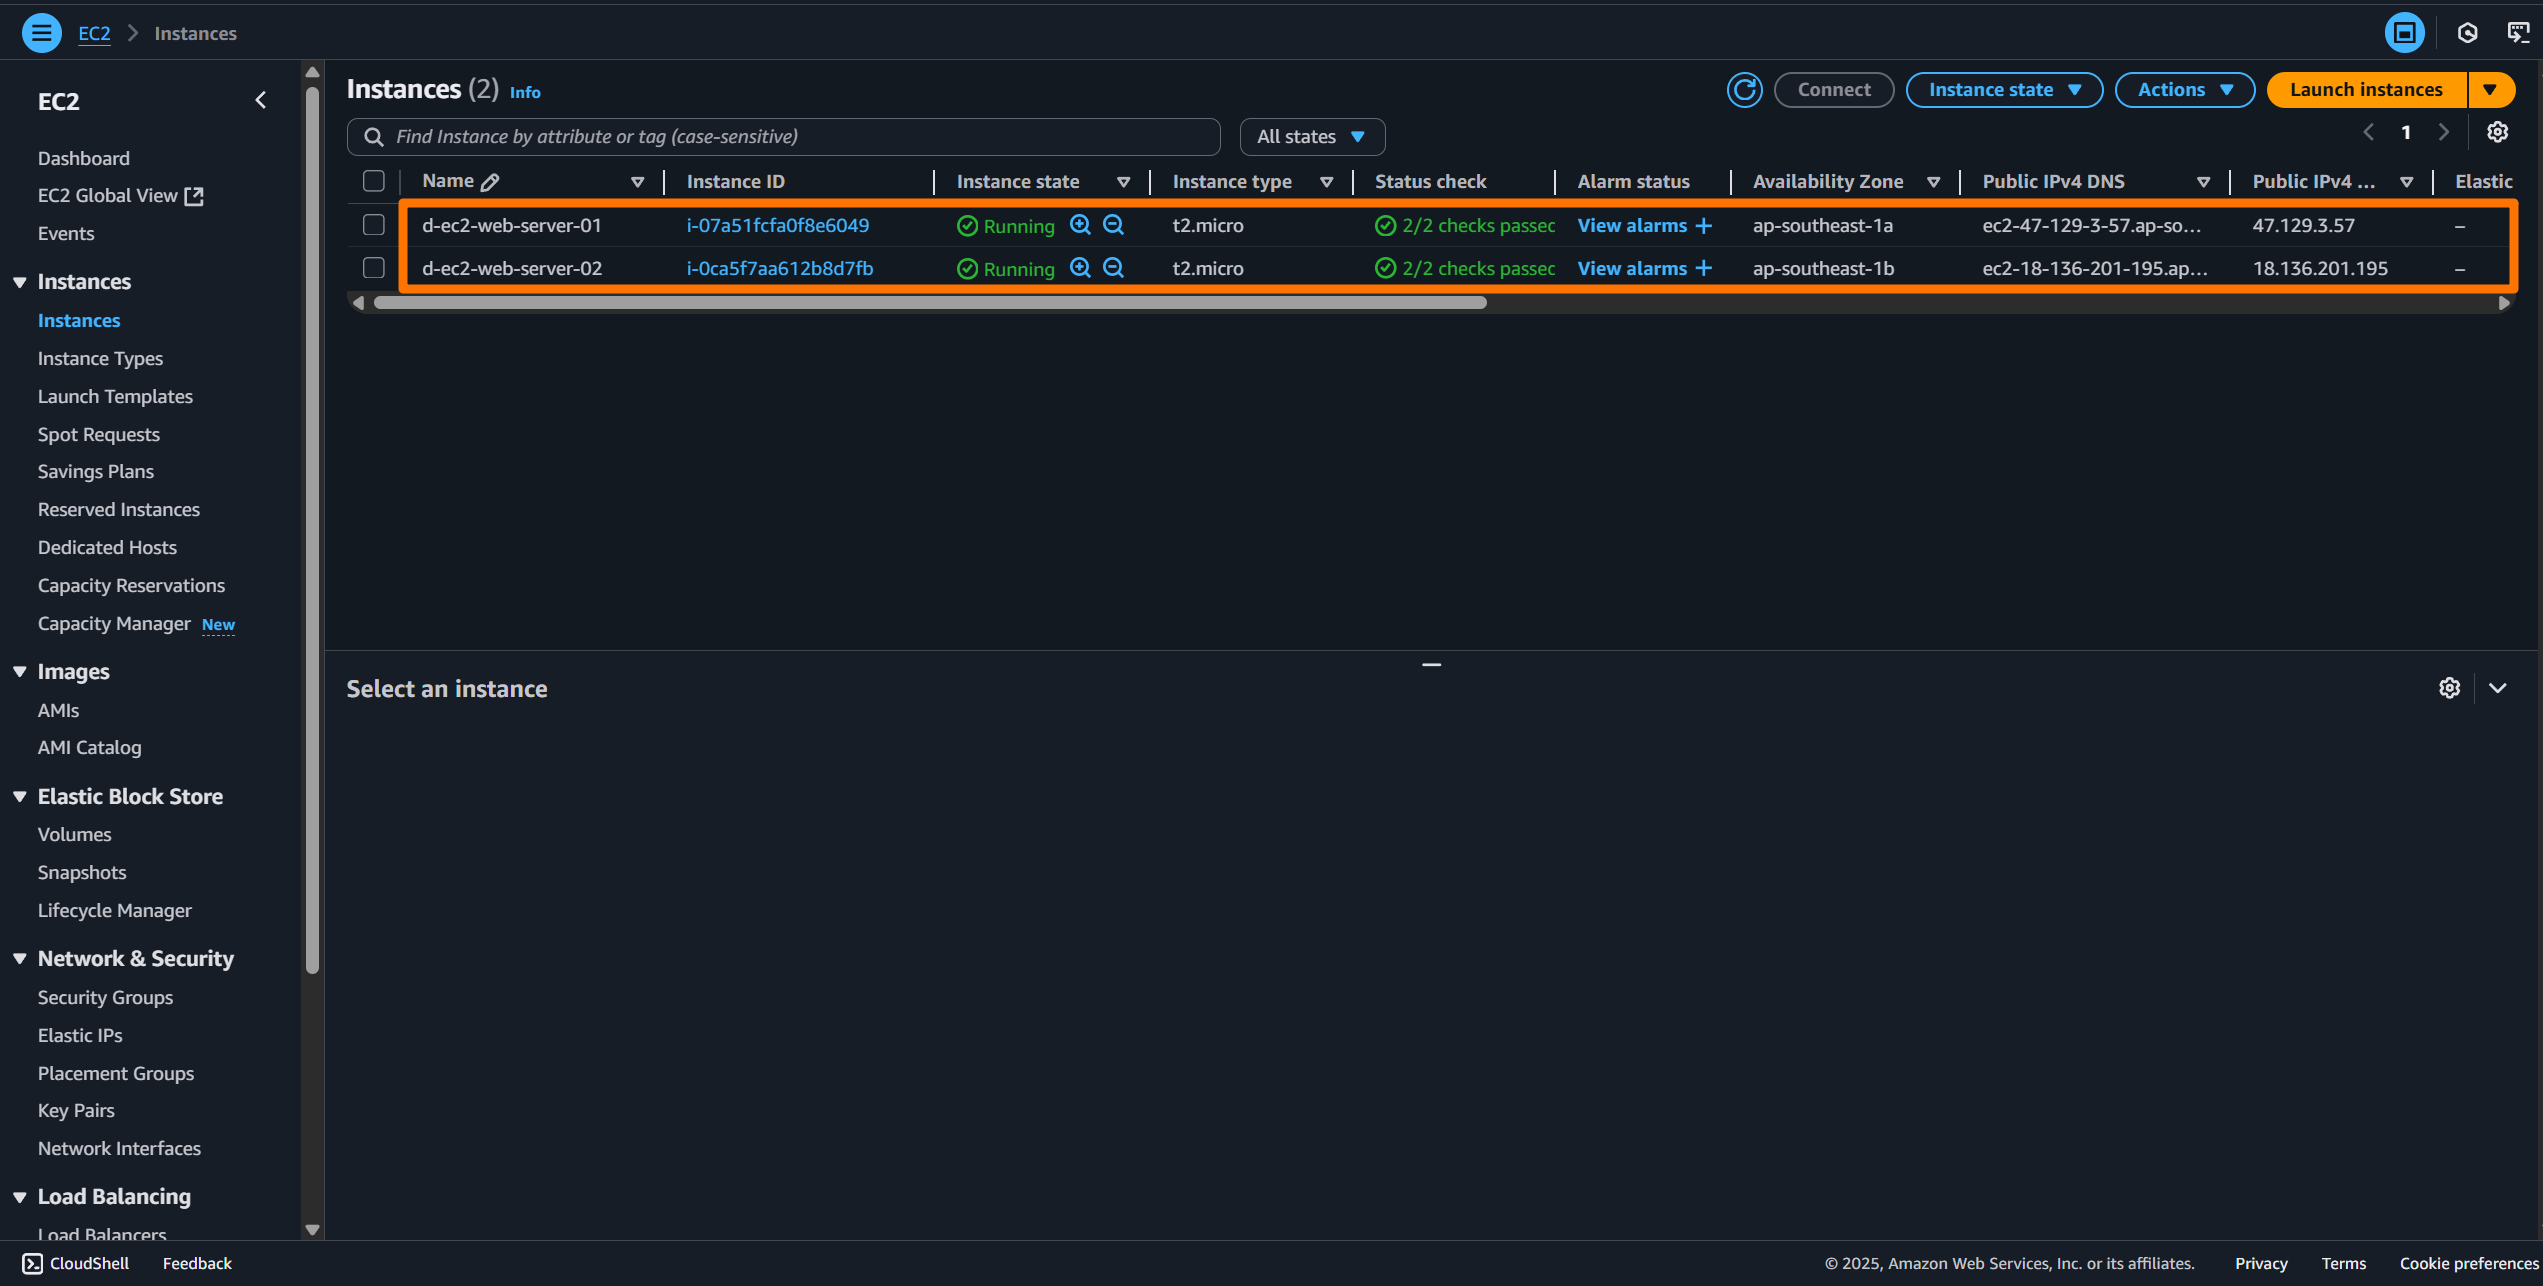 EC2 > Instances
EC2
Dashboard
EC2 Global View
Events
Instances
Instances
Instance Types
Launch Templates
Spot Requests
Savings Plans
Reserved Instances
Dedicated Hosts
Capacity Reservations
Capacity Manager New
Images
AMIs
AMI Catalog
Elastic Block Store
Volumes
Snapshots
Lifecycle Manager
Network & Security
Security Groups
Elastic IPs
Placement Groups
Key Pairs
Network Interfaces
Load Balancing
Load Balancers
Instances (2) Info
Connect Instance state Actions Launch instances
Find Instance by attribute or tag (case-sensitive) All states 1
Name Instance ID Instance state Instance type Status check Alarm status Availability Zone Public IPv4 DNS Public IPv4 ... Elastic
d-ec2-web-server-01 i-07a51fcfa0f8e6049 Running t2.micro 2/2 checks passec View alarms + ap-southeast-1a ec2-47-129-3-57.ap-so... 47.129.3.57 –
d-ec2-web-server-02 i-0ca5f7aa612b8d7fb Running t2.micro 2/2 checks passec View alarms + ap-southeast-1b ec2-18-136-201-195.ap... 18.136.201.195 –
Select an instance
CloudShell Feedback © 2025, Amazon Web Services, Inc. or its affiliates. Privacy Terms Cookie preferences